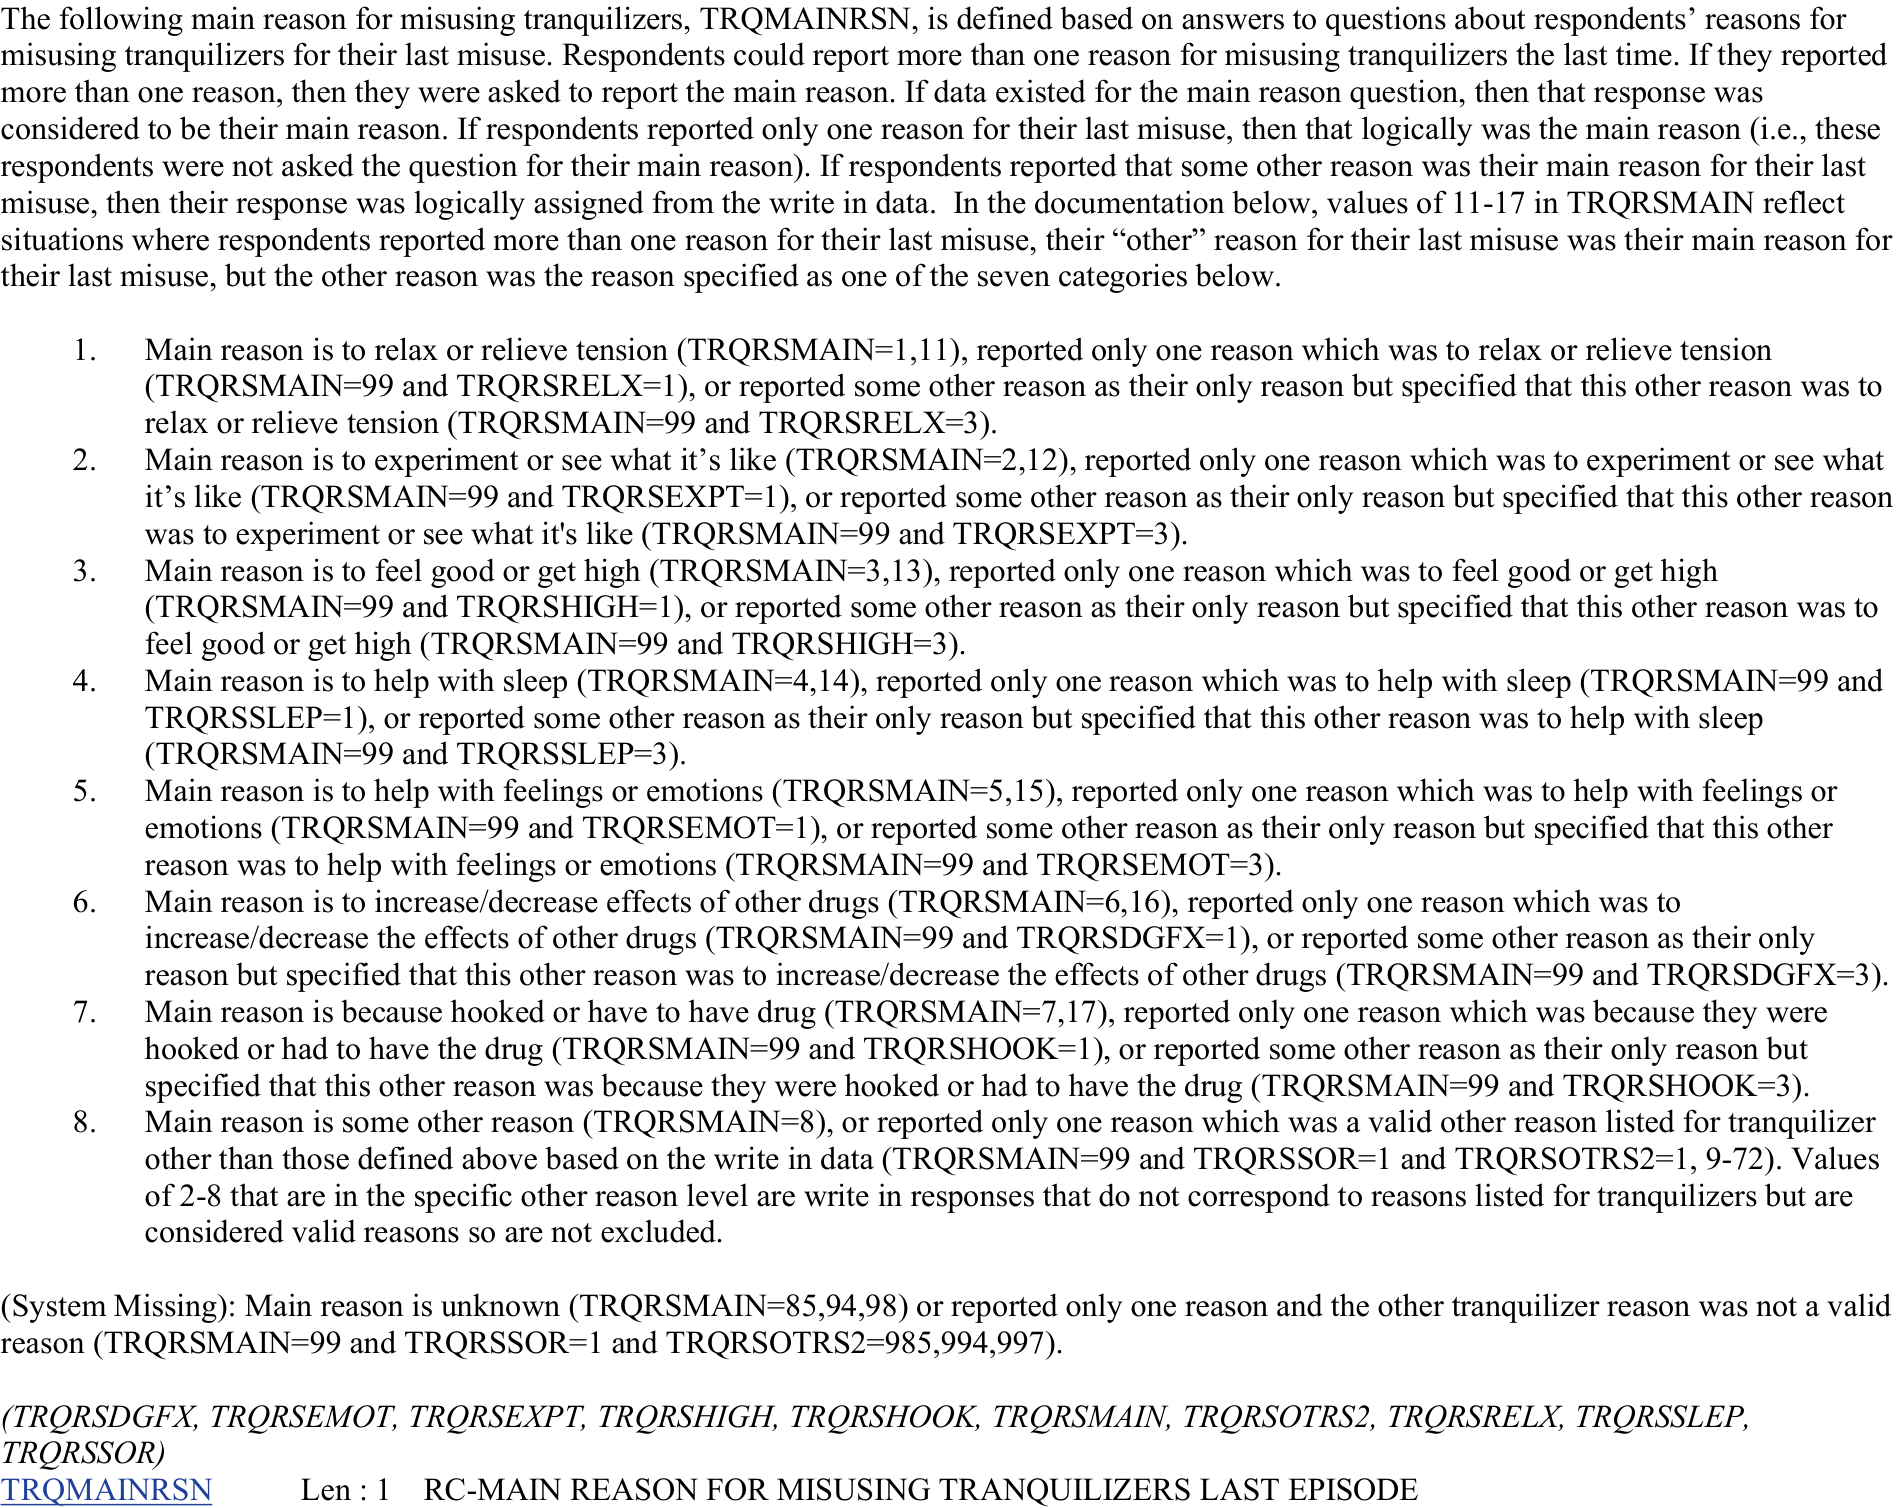 The following main reason for misusing tranquilizers, TRQMAINRSN, is defined based on answers to questions about respondents’ reasons for
misusing tranquilizers for their last misuse. Respondents could report more than one reason for misusing tranquilizers the last time. If they reported
more than one reason, then they were asked to report the main reason. If data existed for the main reason question, then that response was
considered to be their main reason. If respondents reported only one reason for their last misuse, then that logically was the main reason (i.e., these
respondents were not asked the question for their main reason). If respondents reported that some other reason was their main reason for their last
misuse, then their response was logically assigned from the write in data.  In the documentation below, values of 11-17 in TRQRSMAIN reflect
situations where respondents reported more than one reason for their last misuse, their “other” reason for their last misuse was their main reason for
their last misuse, but the other reason was the reason specified as one of the seven categories below.
1. Main reason is to relax or relieve tension (TRQRSMAIN=1,11), reported only one reason which was to relax or relieve tension
(TRQRSMAIN=99 and TRQRSRELX=1), or reported some other reason as their only reason but specified that this other reason was to
relax or relieve tension (TRQRSMAIN=99 and TRQRSRELX=3).
2. Main reason is to experiment or see what it’s like (TRQRSMAIN=2,12), reported only one reason which was to experiment or see what
it’s like (TRQRSMAIN=99 and TRQRSEXPT=1), or reported some other reason as their only reason but specified that this other reason
was to experiment or see what it's like (TRQRSMAIN=99 and TRQRSEXPT=3).
3. Main reason is to feel good or get high (TRQRSMAIN=3,13), reported only one reason which was to feel good or get high
(TRQRSMAIN=99 and TRQRSHIGH=1), or reported some other reason as their only reason but specified that this other reason was to
feel good or get high (TRQRSMAIN=99 and TRQRSHIGH=3).
4. Main reason is to help with sleep (TRQRSMAIN=4,14), reported only one reason which was to help with sleep (TRQRSMAIN=99 and
TRQRSSLEP=1), or reported some other reason as their only reason but specified that this other reason was to help with sleep
(TRQRSMAIN=99 and TRQRSSLEP=3).
5. Main reason is to help with feelings or emotions (TRQRSMAIN=5,15), reported only one reason which was to help with feelings or
emotions (TRQRSMAIN=99 and TRQRSEMOT=1), or reported some other reason as their only reason but specified that this other
reason was to help with feelings or emotions (TRQRSMAIN=99 and TRQRSEMOT=3).
6. Main reason is to increase/decrease effects of other drugs (TRQRSMAIN=6,16), reported only one reason which was to
increase/decrease the effects of other drugs (TRQRSMAIN=99 and TRQRSDGFX=1), or reported some other reason as their only
reason but specified that this other reason was to increase/decrease the effects of other drugs (TRQRSMAIN=99 and TRQRSDGFX=3).
7. Main reason is because hooked or have to have drug (TRQRSMAIN=7,17), reported only one reason which was because they were
hooked or had to have the drug (TRQRSMAIN=99 and TRQRSHOOK=1), or reported some other reason as their only reason but
specified that this other reason was because they were hooked or had to have the drug (TRQRSMAIN=99 and TRQRSHOOK=3).
8. Main reason is some other reason (TRQRSMAIN=8), or reported only one reason which was a valid other reason listed for tranquilizer
other than those defined above based on the write in data (TRQRSMAIN=99 and TRQRSSOR=1 and TRQRSOTRS2=1, 9-72). Values
of 2-8 that are in the specific other reason level are write in responses that do not correspond to reasons listed for tranquilizers but are
considered valid reasons so are not excluded.
(System Missing): Main reason is unknown (TRQRSMAIN=85,94,98) or reported only one reason and the other tranquilizer reason was not a valid
reason (TRQRSMAIN=99 and TRQRSSOR=1 and TRQRSOTRS2=985,994,997).
(TRQRSDGFX, TRQRSEMOT, TRQRSEXPT, TRQRSHIGH, TRQRSHOOK, TRQRSMAIN, TRQRSOTRS2, TRQRSRELX, TRQRSSLEP,
TRQRSSOR)
TRQMAINRSN Len : 1 RC-MAIN REASON FOR MISUSING TRANQUILIZERS LAST EPISODE